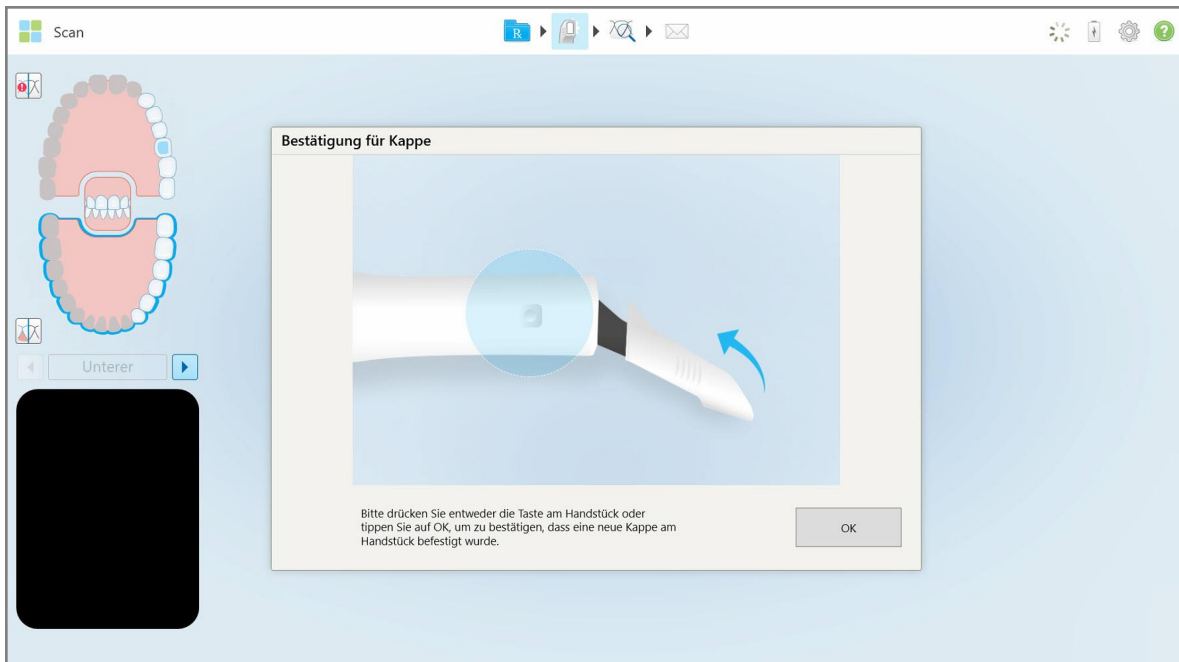 Scan
R
?
Bestätigung für Kappe
Unterer
Bitte drücken Sie entweder die Taste am Handstück oder
tippen Sie auf OK, um zu bestätigen, dass eine neue Kappe am
Handstück befestigt wurde.
OK